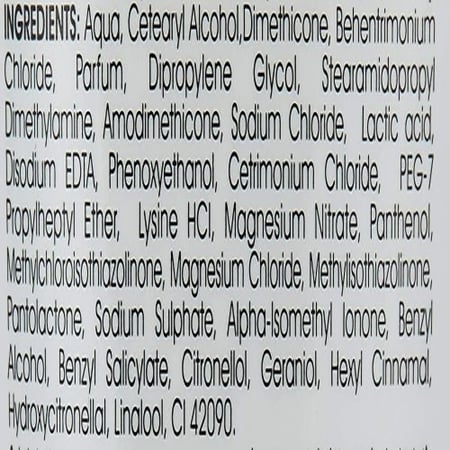 INGREDIENTS: Aqua, Cetearyl Alcohol,Dimethicone, Behentrimonium
Chloride, Parfum, Dipropylene Glycol, Stearamidopropyl
Dimethylamine, Amodimethicone, Sodium Chloride, Lactic acid,
Disodium EDTA, Phenoxyethanol, Cetrimonium Chloride, PEG-7
Propylheptyl Ether, Lysine HCl, Magnesium Nitrate, Panthenol,
Methylchloroisothiazolinone, Magnesium Chloride, Methylisothiazolinone,
Pantolactone, Sodium Sulphate, Alpha-Isomethyl Ionone, Benzyl
Alcohol, Benzyl Salicylate, Citronellol, Geraniol, Hexyl Cinnamal,
Hydroxycitronellal, Linalool, CI 42090.